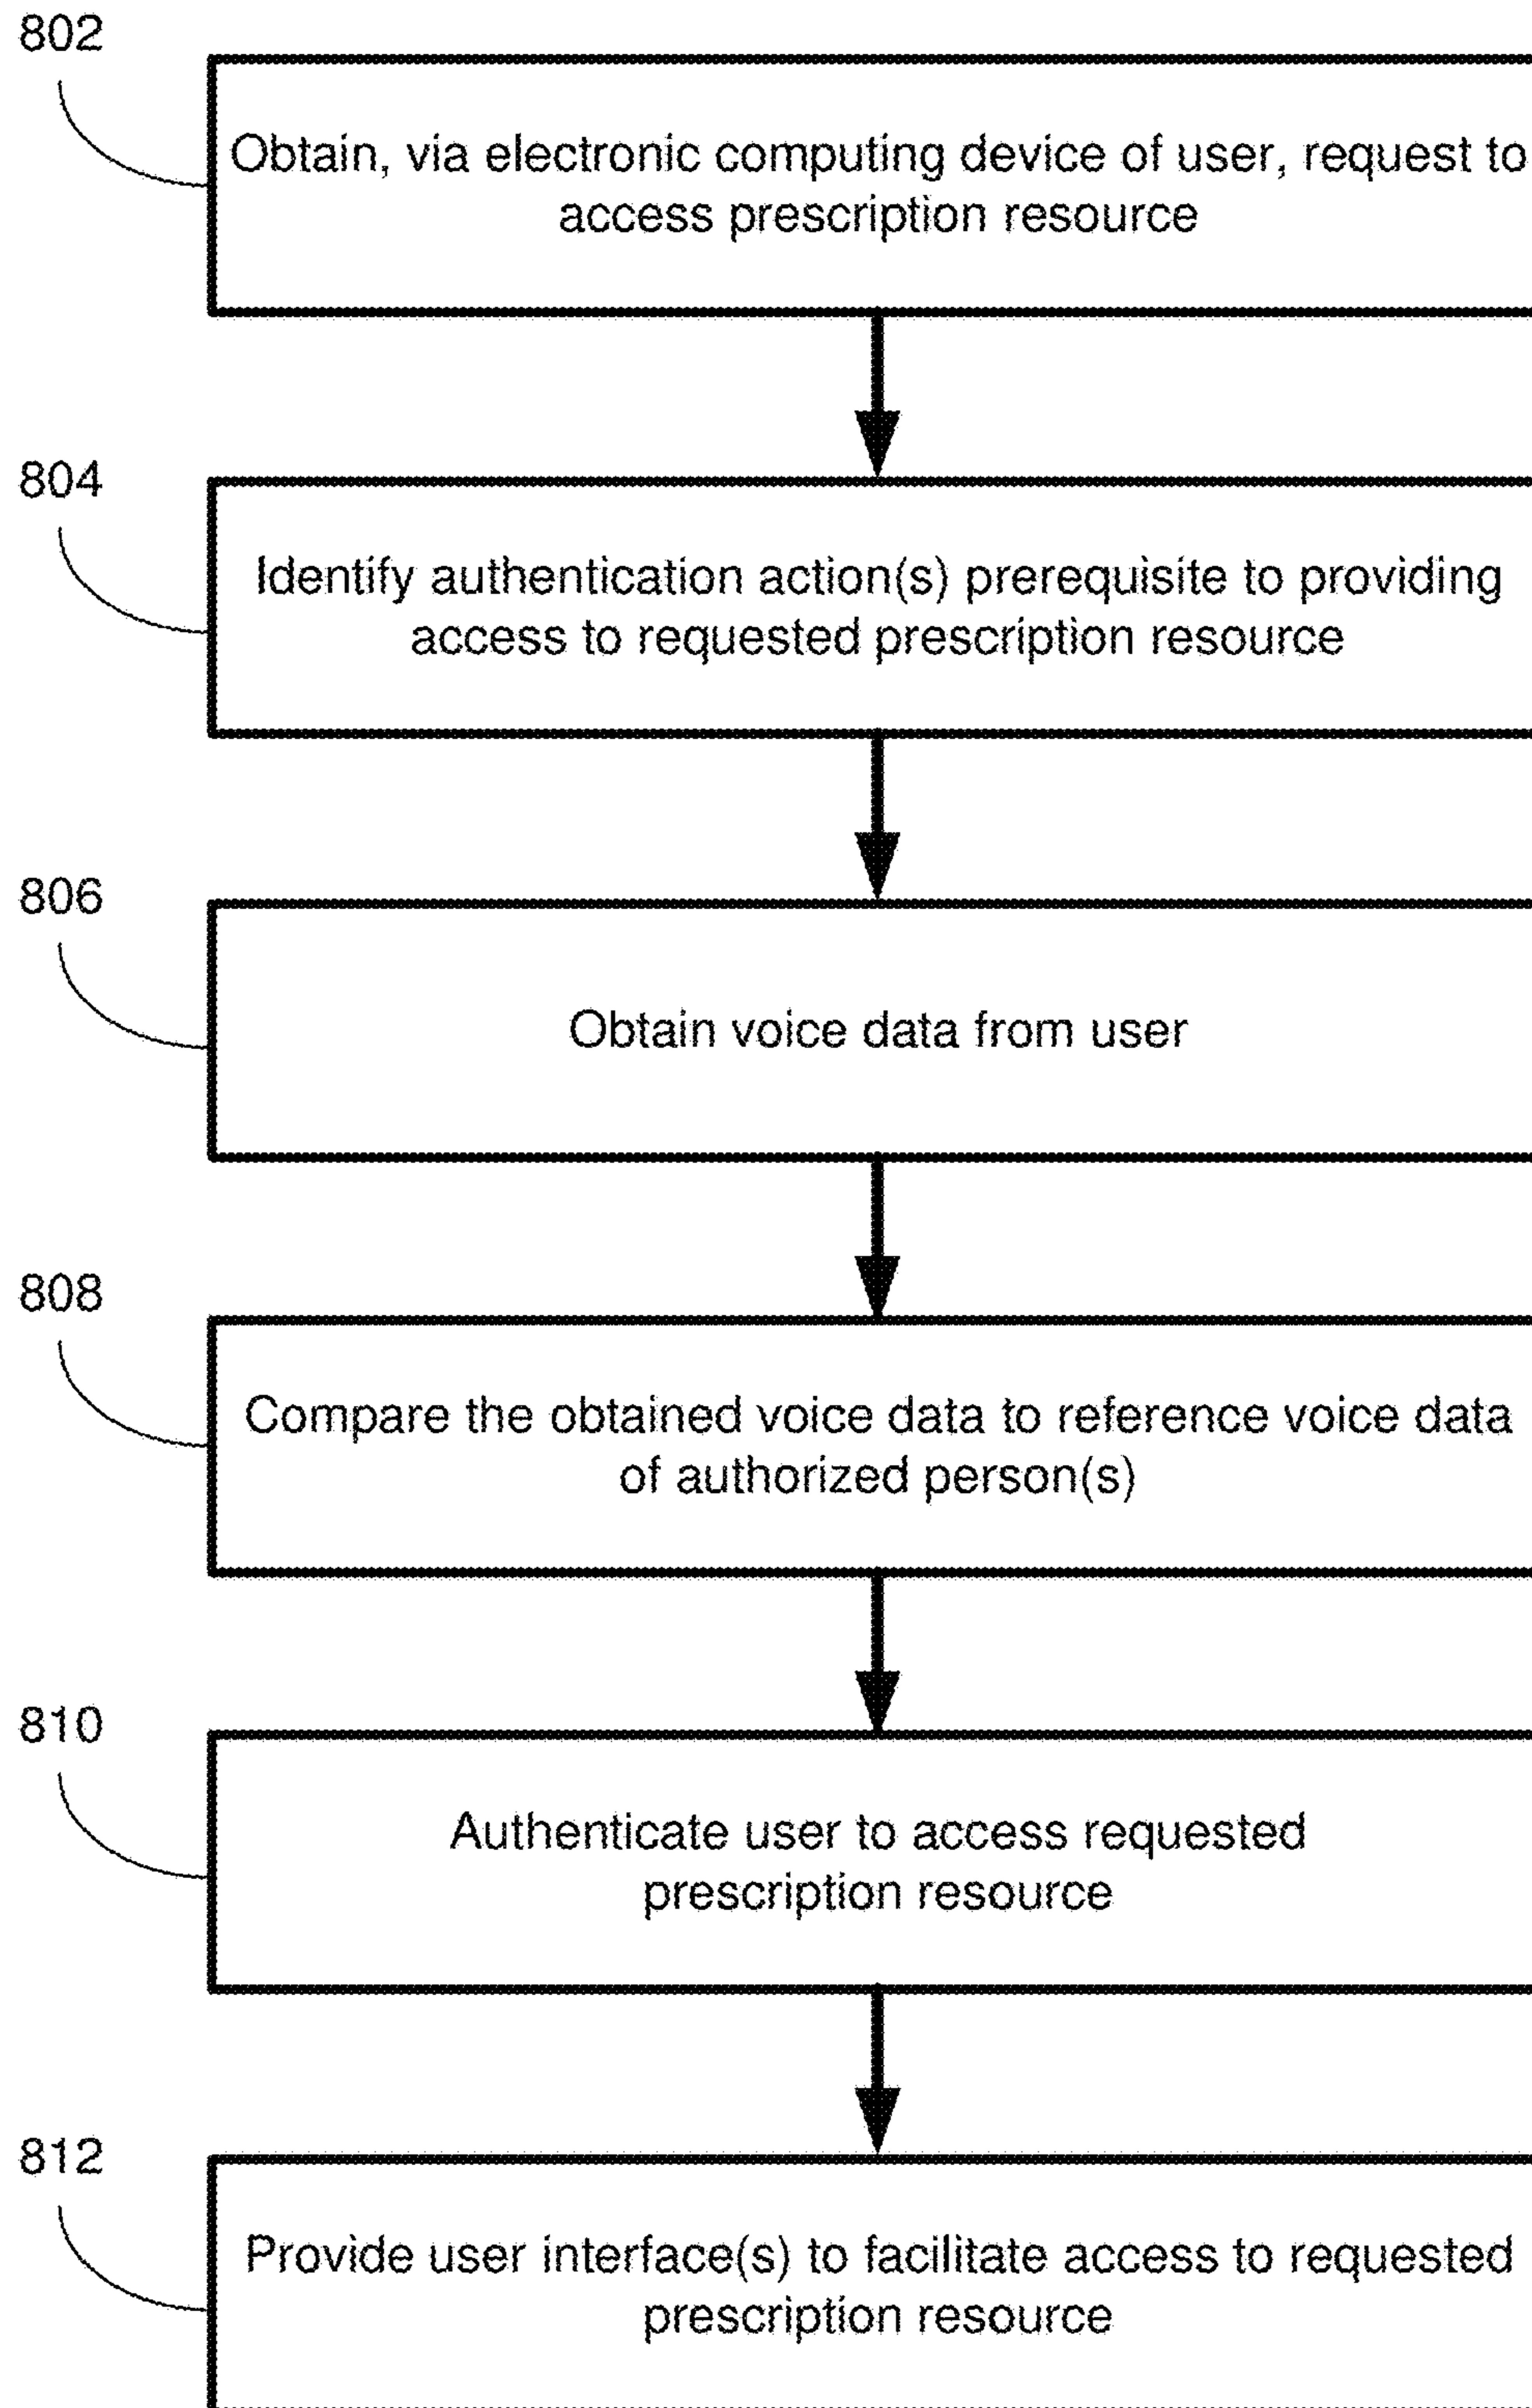 802
Obtain, via electronic computing device of user, request to
access prescription resource
804
Identify authentication action(s) prerequisite to providing
access to requested prescription resource
806
Obtain voice data from user
808
Compare the obtained voice data to reference voice data
of authorized person(s)
810
Authenticate user to access requested
prescription resource
812
Provide user interface(s) to facilitate access to requested
prescription resource